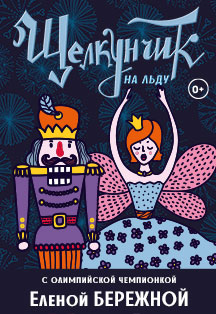 Щелкунчик
НА ЛЬДУ
0+
С ОЛИМПИЙСКОЙ ЧЕМПИОНКОЙ
Еленой БЕРЕЖНОЙ